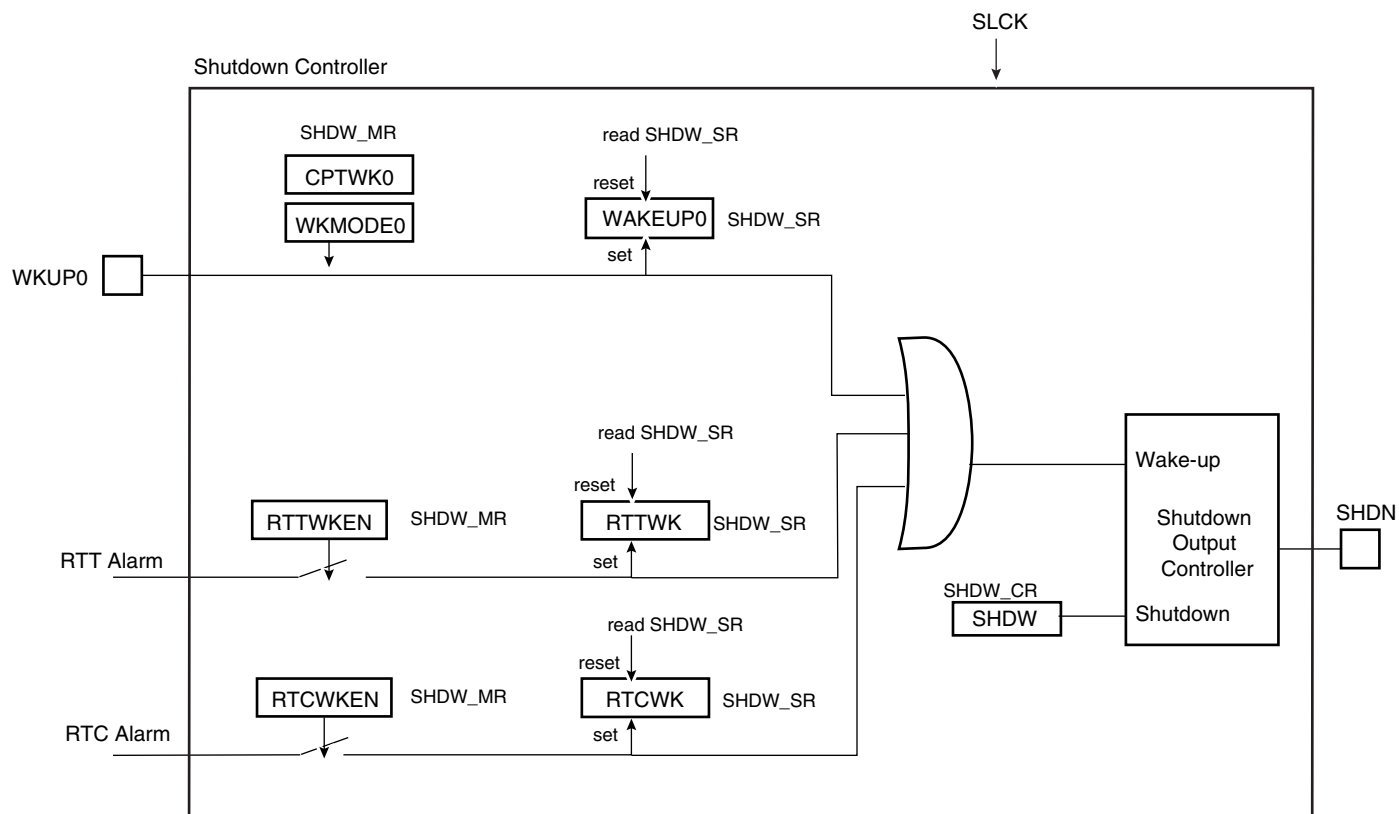 SLCK
Shutdown Controller
SHDW_MR
CPTWK0
WKMODE0
read SHDW_SR
reset
WAKEUP0
SHDW_SR
set
WKUP0
read SHDW_SR
reset
RTTWKEN
SHDW_MR
RTTWK
SHDW_SR
set
RTT Alarm
read SHDW_SR
reset
RTCWKEN
SHDW_MR
RTCWK
SHDW_SR
set
RTC Alarm
Wake-up
Shutdown
Output
Controller
SHDW_CR
SHDW
Shutdown
SHDN